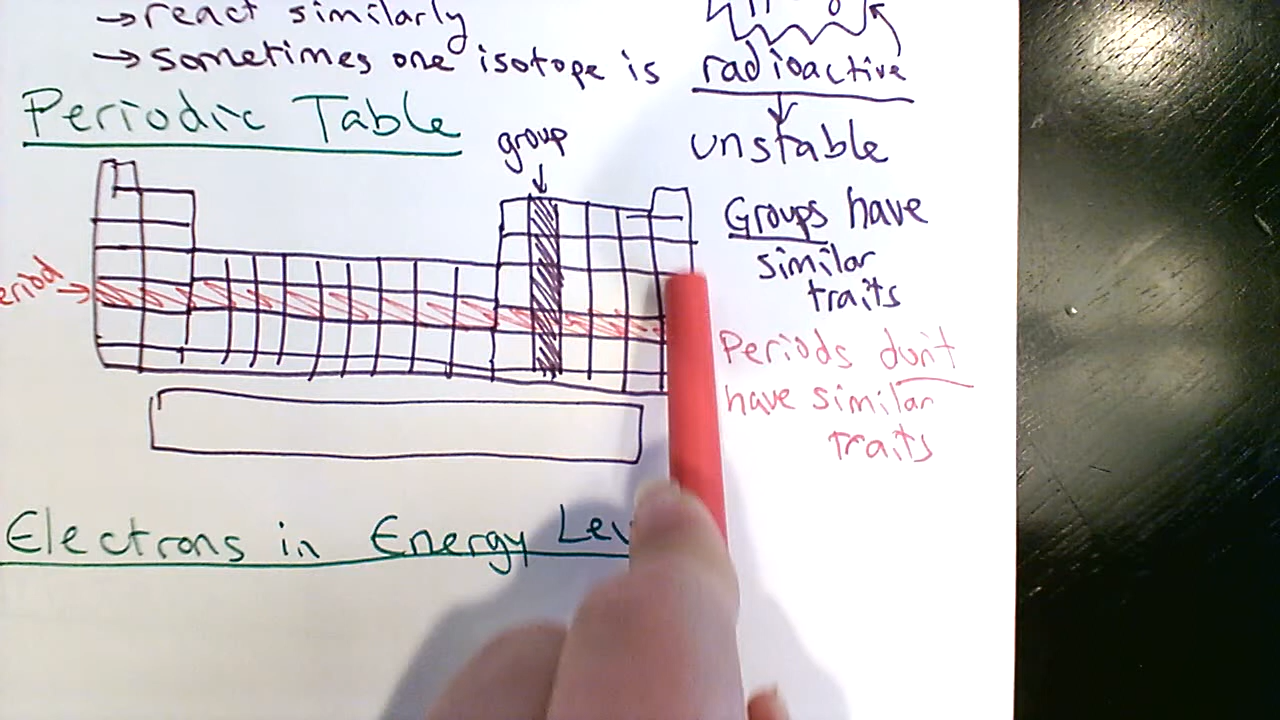 →react similarly
→sometimes one isotope is radioactive
Periodic Table
group
unstable
Groups have
similar
traits
eriod
Periods don't
have similar
traits
Electrons in Energy Lev